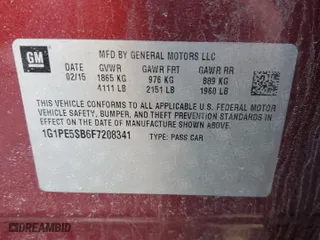 GM
MFD BY GENERAL MOTORS LLC
DATE GVWR GAWR FRT GAWR RR
02/15 1865 KG 976 KG 989 KG
4111 LB 2151 LB 1960 LB
THIS VEHICLE CONFORMS TO ALL APPLICABLE U.S. FEDERAL MOTOR
VEHICLE SAFETY, BUMPER, AND THEFT PREVENTION STANDARDS
IN EFFECT ON THE DATE OF MANUFACTURE SHOWN ABOVE.
1G1PE5SB6F7208341 TYPE: PASS CAR